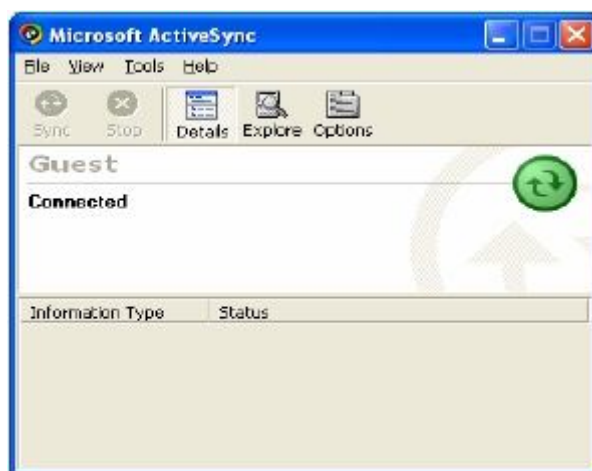 Microsoft ActiveSync
File View Tools Help
Sync Stop Details Explore Options
Guest
Connected
Information Type Status